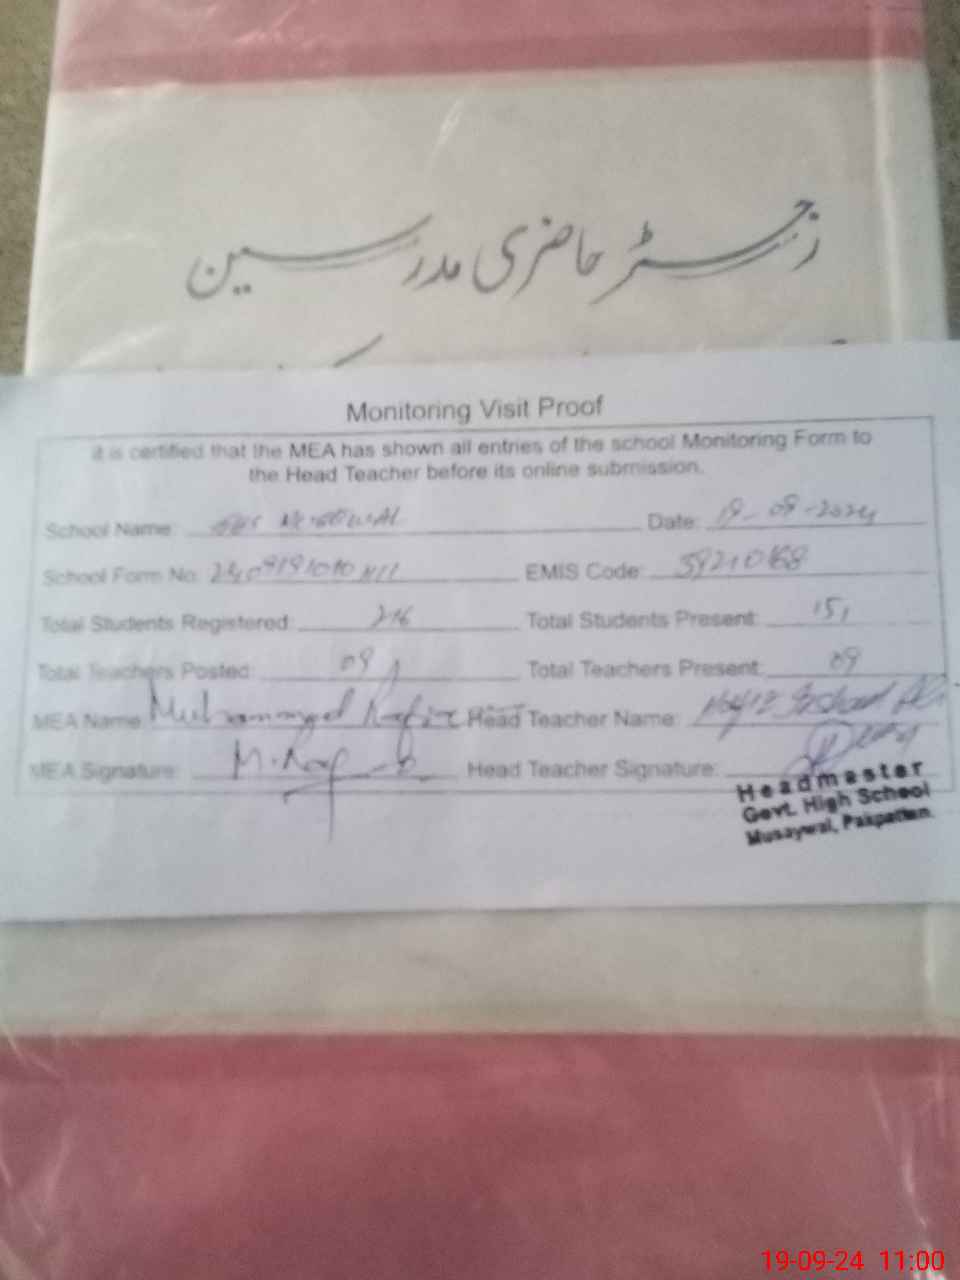 رجسٹر حاضری مدرسین
Monitoring Visit Proof
it is certified that the MEA has shown all entries of the school Monitoring Form to
the Head Teacher before its online submission.
School Name: Date: 19-09-2024
School Form No: EMIS Code:
Total Students Registered: 216 Total Students Present: 151
Total Teachers Posted: 09 Total Teachers Present: 09
MEA Name: Muhammad Head Teacher Name: Hafiz
MEA Signature: Head Teacher Signature:
Headmaster
Govt. High School
Musaywal, Pakpattan.
19-09-24 11:00